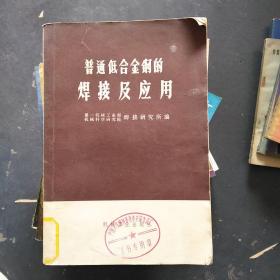 普通低合金钢的
焊接及应用
第一机械工业部
机械科学研究院 焊接研究所编